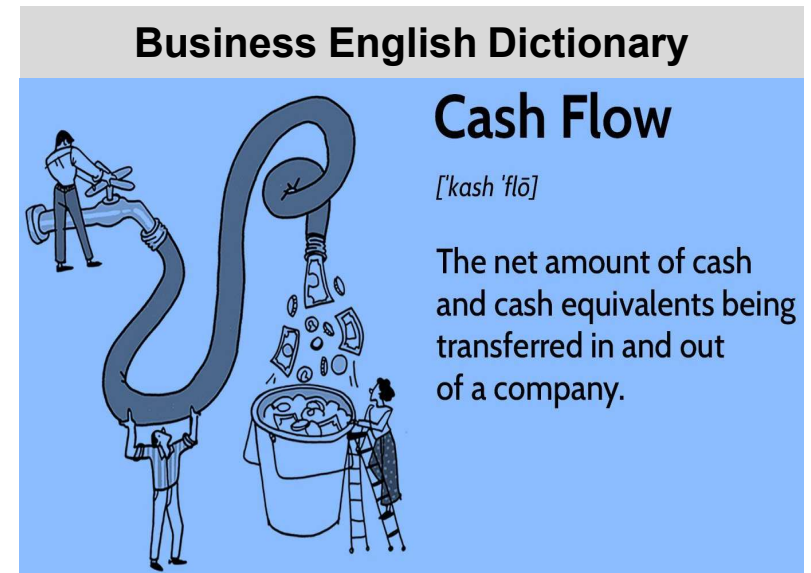 Business English Dictionary
Cash Flow
['kash 'flō]
The net amount of cash
and cash equivalents being
transferred in and out
of a company.